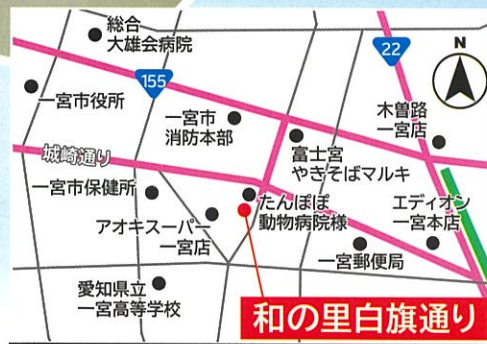 総合
大雄会病院
22
N
155
一宮市役所
一宮市
消防本部
木曽路
一宮店
城崎通り
富士宮
やきそばマルキ
一宮市保健所
たんぽぽ
動物病院様
エディオン
一宮本店
アオキスーパー
一宮店
一宮郵便局
愛知県立
一宮高等学校
和の里白旗通り